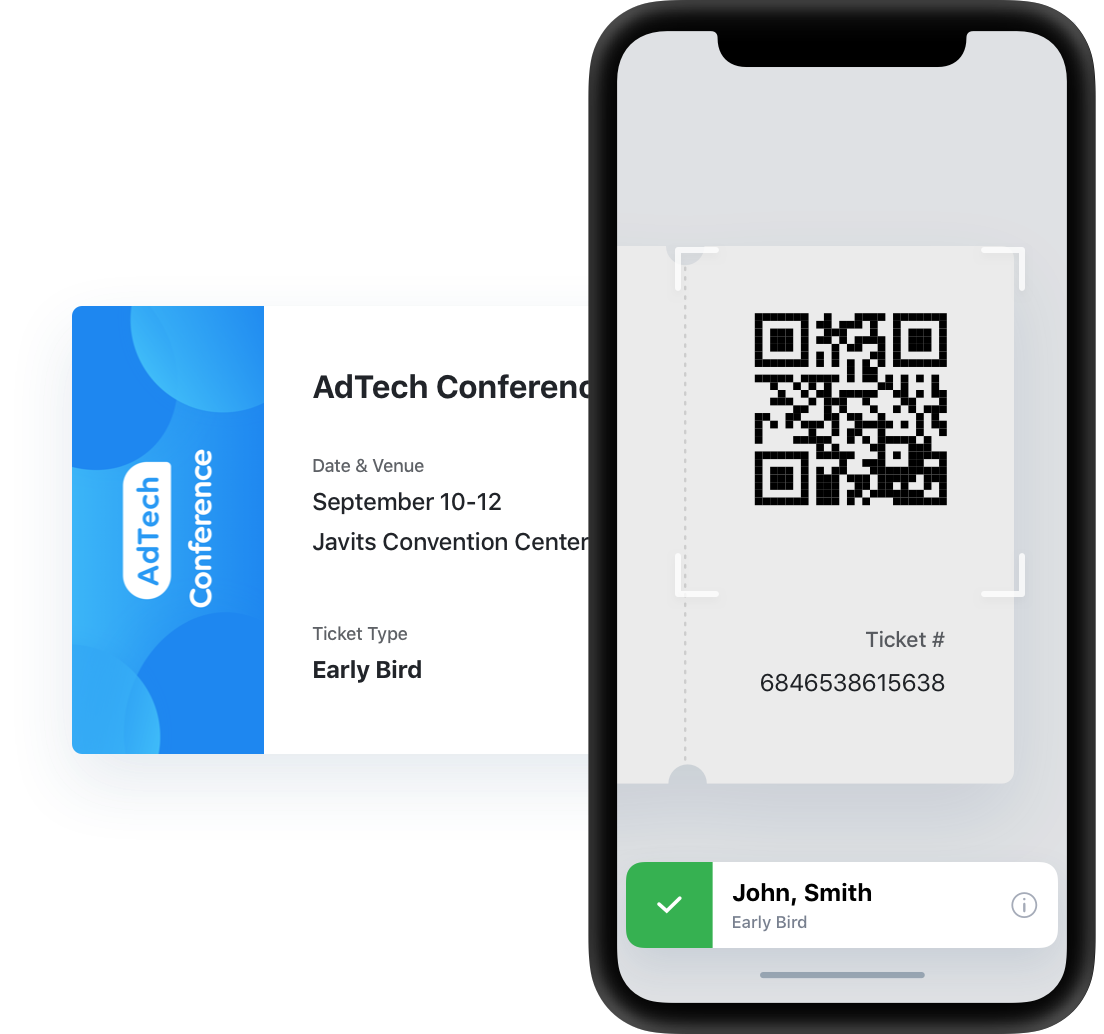 AdTech
Conference
AdTech Conferenc
Date & Venue
September 10-12
Javits Convention Center
Ticket Type
Early Bird
Ticket #
6846538615638
John, Smith
Early Bird